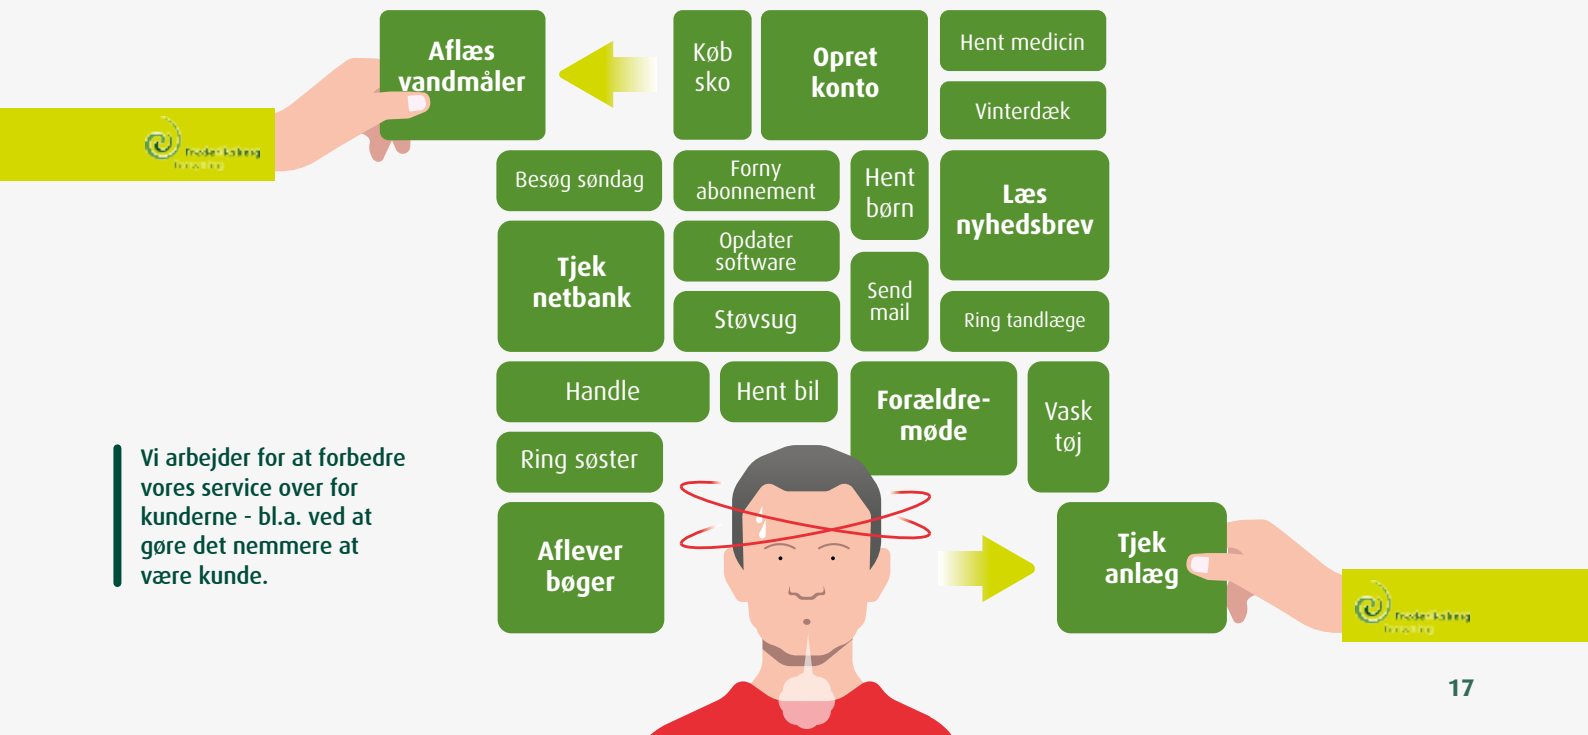 Aflæs
vandmåler
Køb
sko
Opret
konto
Hent medicin
Vinterdæk
Besøg søndag
Forny
abonnement
Hent
børn
Læs
nyhedsbrev
Tjek
netbank
Opdater
software
Send
mail
Støvsug
Ring tandlæge
Handle
Hent bil
Forældre-
møde
Vask
tøj
Ring søster
Vi arbejder for at forbedre
vores service over for
kunderne - bl.a. ved at
gøre det nemmere at
være kunde.
Aflever
bøger
Tjek
anlæg
17